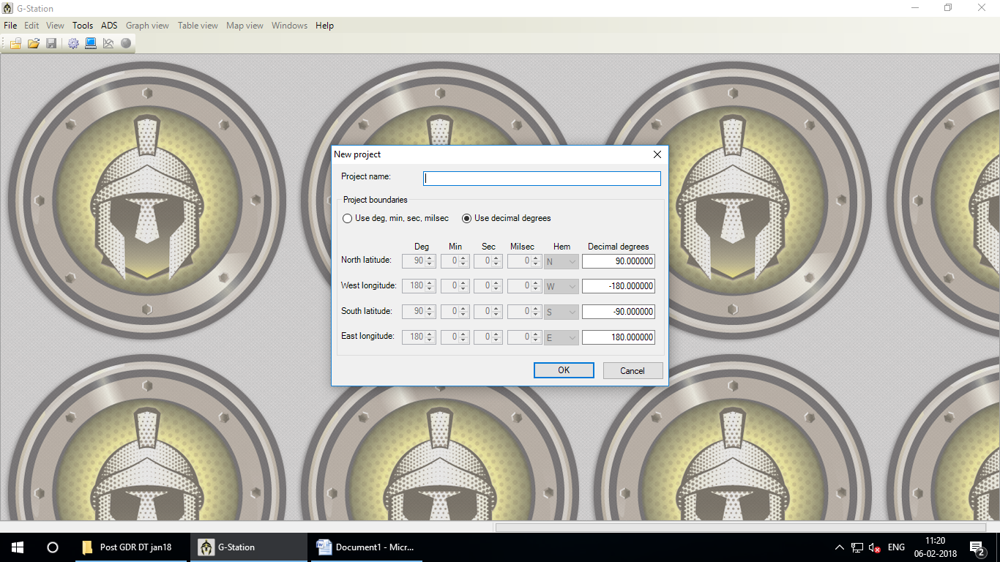 G-Station
File Edit View Tools ADS Graph view Table view Map view Windows Help
New project
Project name:
Project boundaries
Use deg, min, sec, milsec Use decimal degrees
Deg Min Sec Milsec Hem Decimal degrees
North latitude: 90 0 0 0 N 90.000000
West longitude: 180 0 0 0 W -180.000000
South latitude: 90 0 0 0 S -90.000000
East longitude: 180 0 0 0 E 180.000000
OK Cancel
Post GDR DT jan18 G-Station Document1 - Micr... ENG 11:20
06-02-2018 2